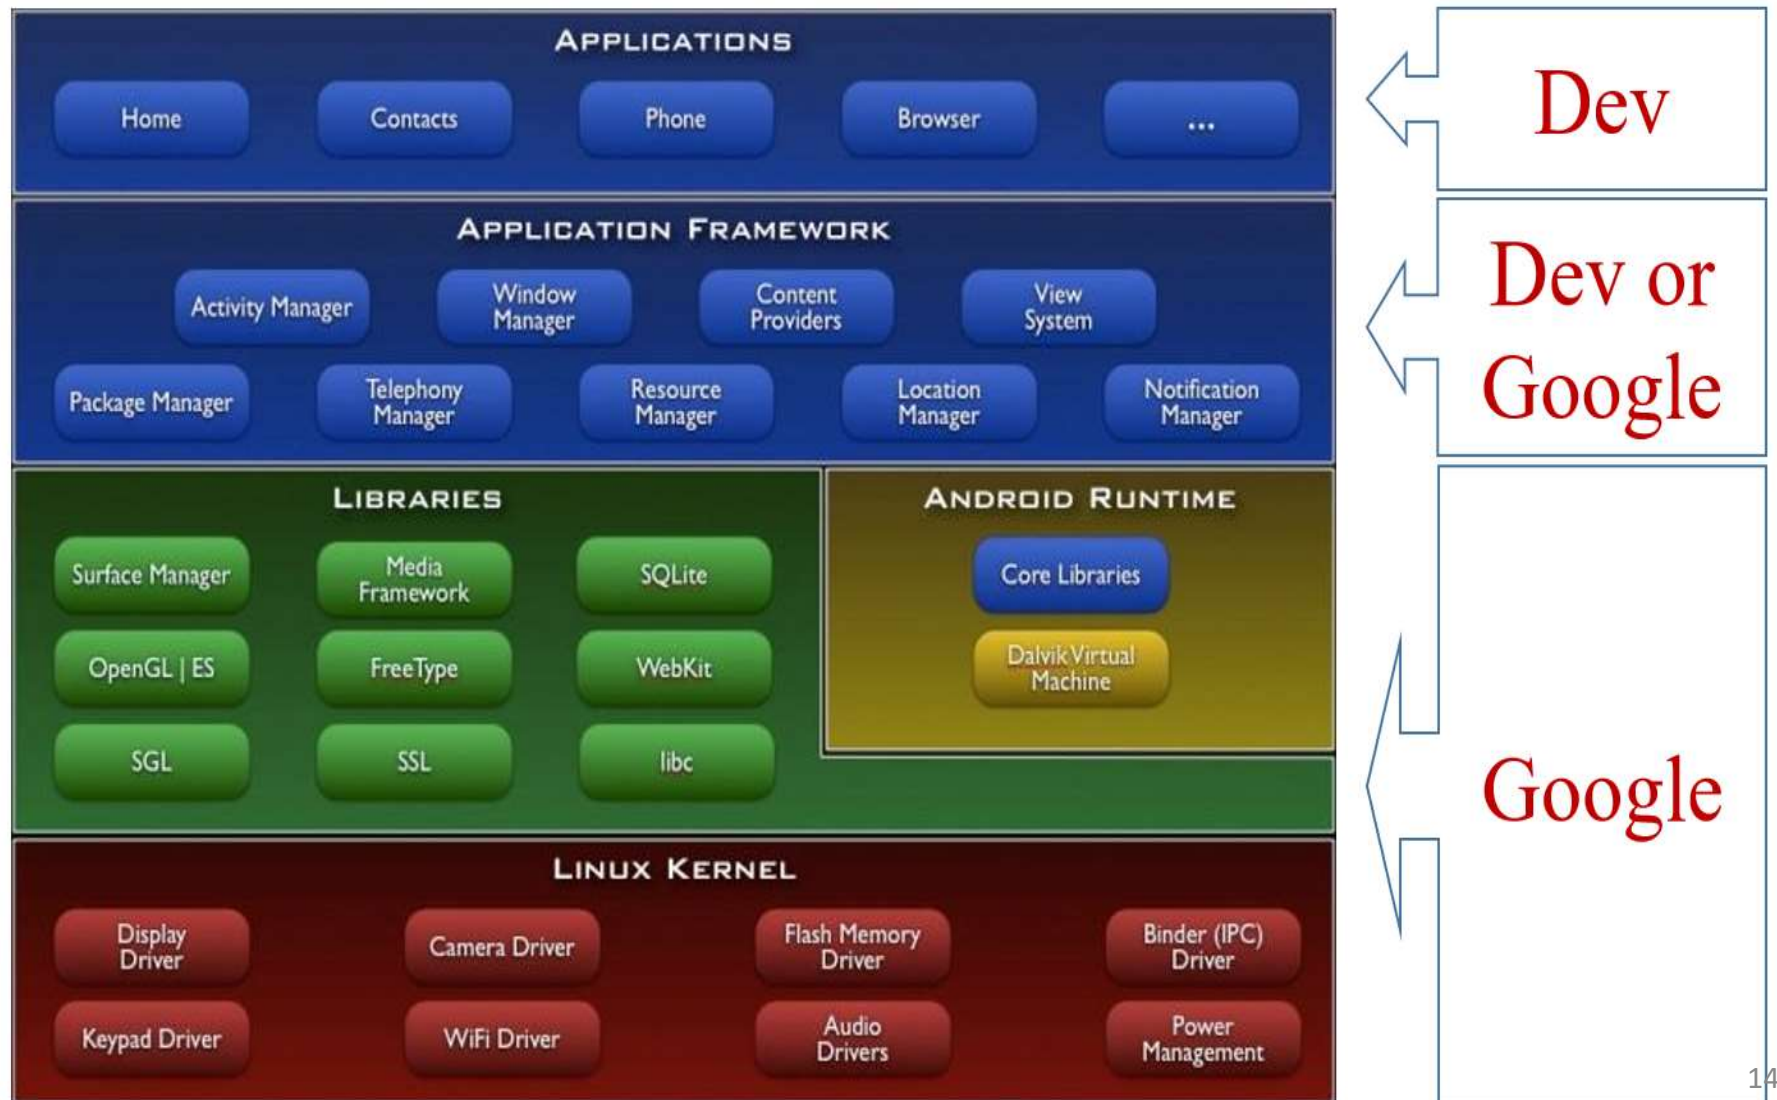 APPLICATIONS
Home
Contacts
Phone
Browser
...
Dev
APPLICATION FRAMEWORK
Activity Manager
Window
Manager
Content
Providers
View
System
Package Manager
Telephony
Manager
Resource
Manager
Location
Manager
Notification
Manager
Dev or
Google
LIBRARIES
Surface Manager
Media
Framework
SQLite
OpenGL | ES
FreeType
WebKit
SGL
SSL
libc
ANDROID RUNTIME
Core Libraries
Dalvik Virtual
Machine
Google
LINUX KERNEL
Display
Driver
Camera Driver
Flash Memory
Driver
Binder (IPC)
Driver
Keypad Driver
WiFi Driver
Audio
Drivers
Power
Management
14